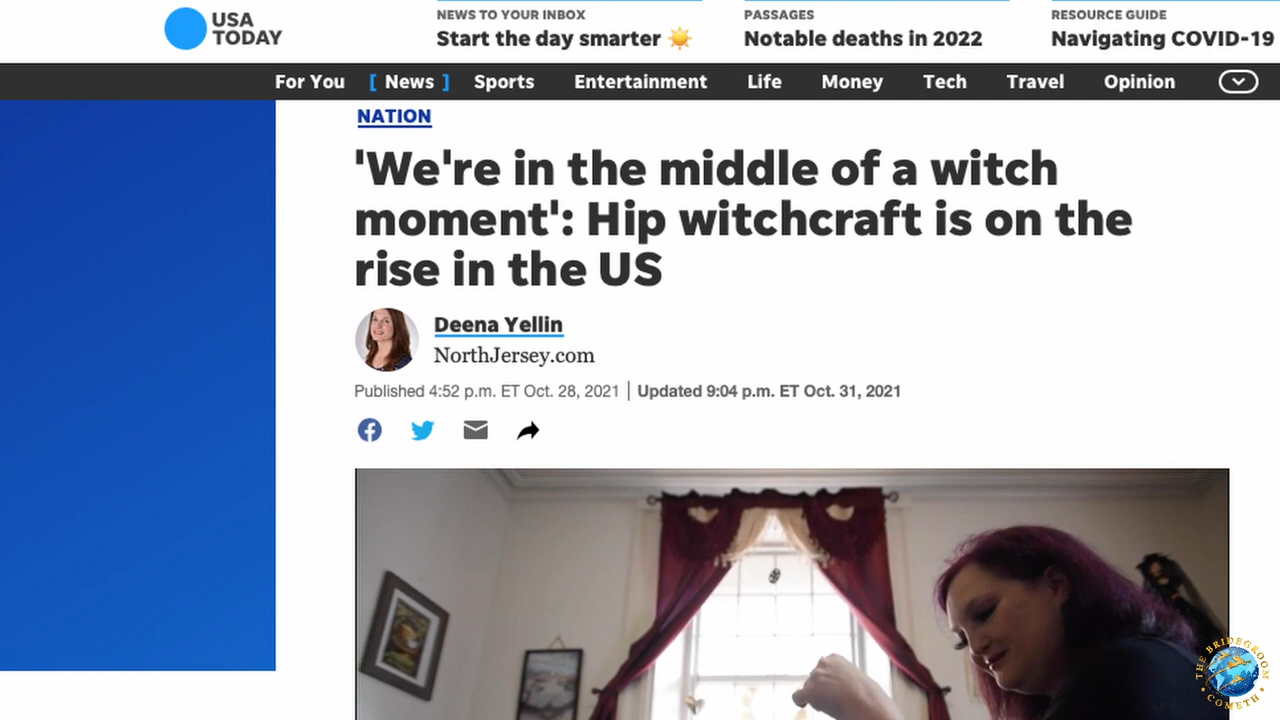 USA
TODAY
NEWS TO YOUR INBOX
Start the day smarter ☀️
PASSAGES
Notable deaths in 2022
RESOURCE GUIDE
Navigating COVID-19
For You [ News ] Sports Entertainment Life Money Tech Travel Opinion
NATION
'We're in the middle of a witch
moment': Hip witchcraft is on the
rise in the US
Deena Yellin
NorthJersey.com
Published 4:52 p.m. ET Oct. 28, 2021 | Updated 9:04 p.m. ET Oct. 31, 2021
THE BRIDEGROOM
COMETH